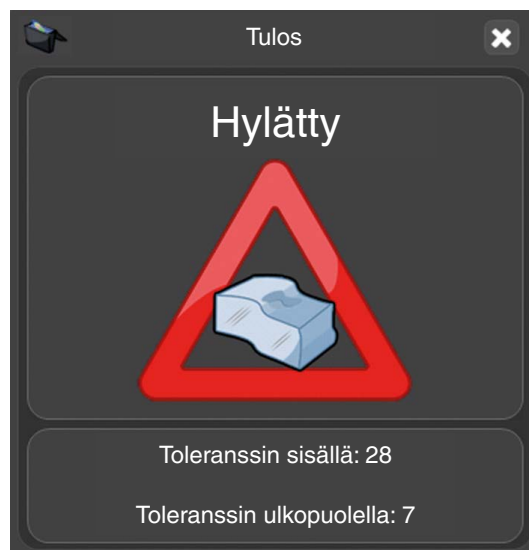 Tulos
Hylätty
Toleranssin sisällä: 28
Toleranssin ulkopuolella: 7